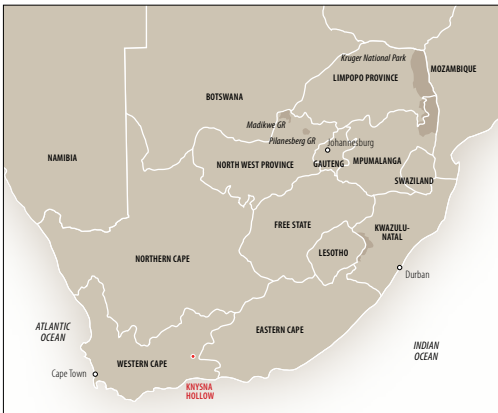 Kruger National Park
MOZAMBIQUE
LIMPOPO PROVINCE
BOTSWANA
Madikwe GR
Pilanesberg GR
Johannesburg
NAMIBIA
NORTH WEST PROVINCE
GAUTENG
MPUMALANGA
SWAZILAND
FREE STATE
KWAZULU-
NATAL
LESOTHO
NORTHERN CAPE
Durban
ATLANTIC
OCEAN
EASTERN CAPE
INDIAN
OCEAN
WESTERN CAPE
Cape Town
KNYSNA
HOLLOW